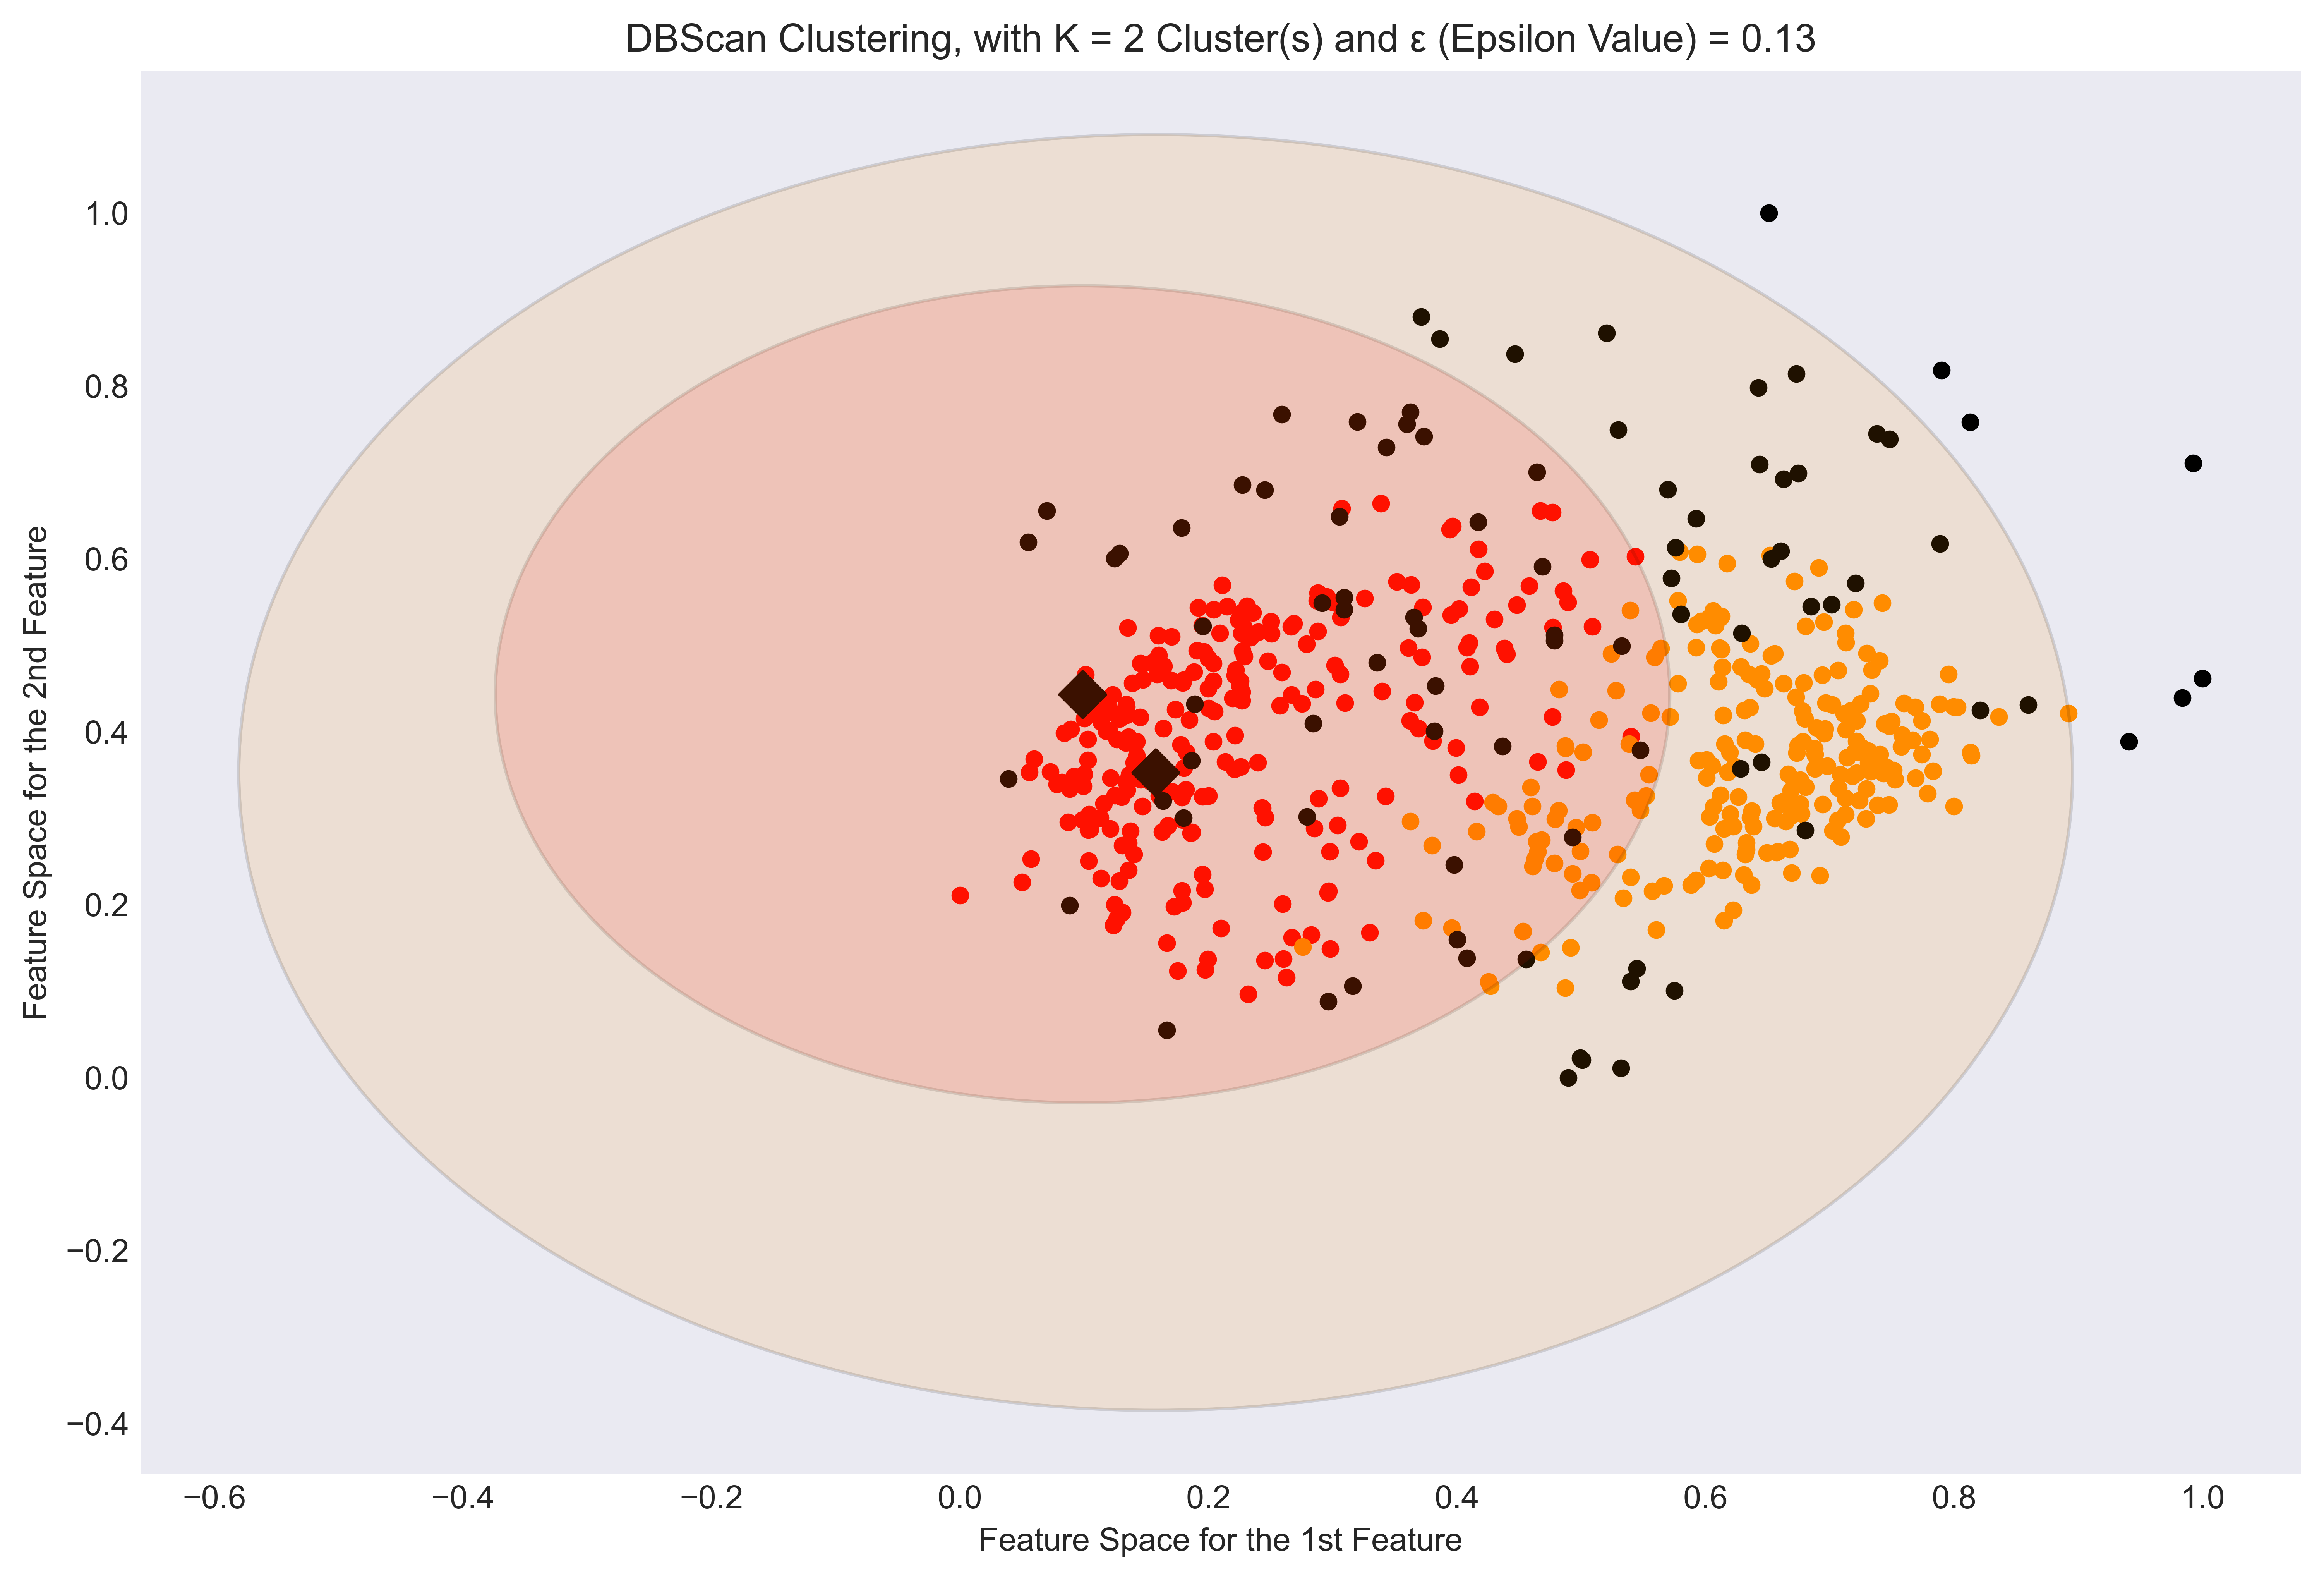 DBScan Clustering, with K = 2 Cluster(s) and ε (Epsilon Value) = 0.13
1.0
0.8
0.6
0.4
0.2
0.0
−0.2
−0.4
Feature Space for the 2nd Feature
−0.6 −0.4 −0.2 0.0 0.2 0.4 0.6 0.8 1.0
Feature Space for the 1st Feature